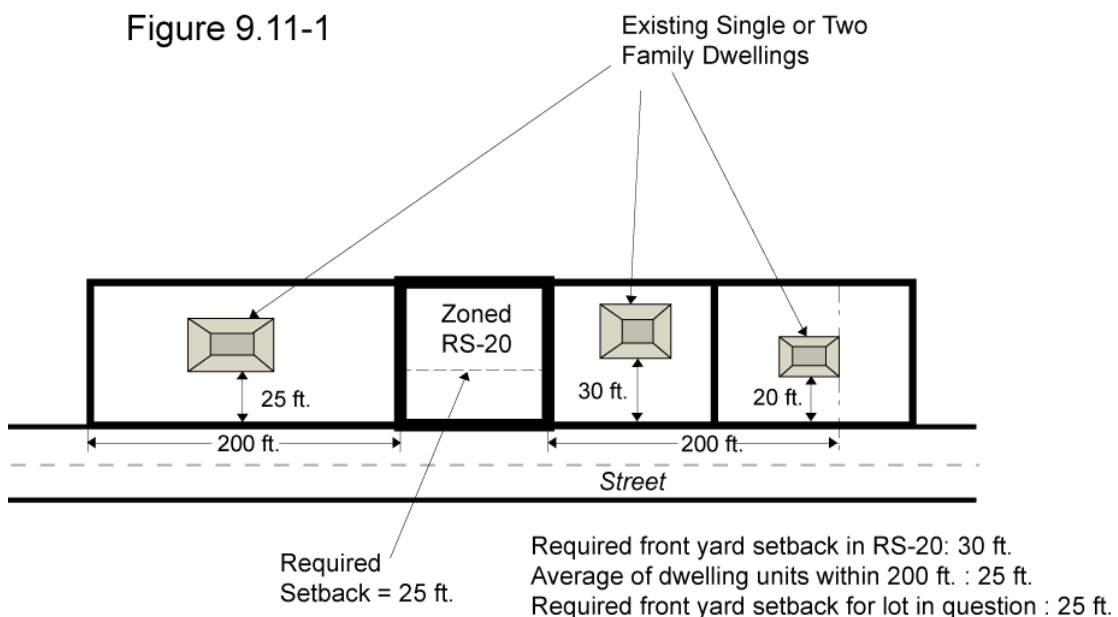 Figure 9.11-1
Existing Single or Two
Family Dwellings
Zoned
RS-20
25 ft.
30 ft.
20 ft.
200 ft.
200 ft.
Street
Required
Setback = 25 ft.
Required front yard setback in RS-20: 30 ft.
Average of dwelling units within 200 ft. : 25 ft.
Required front yard setback for lot in question : 25 ft.